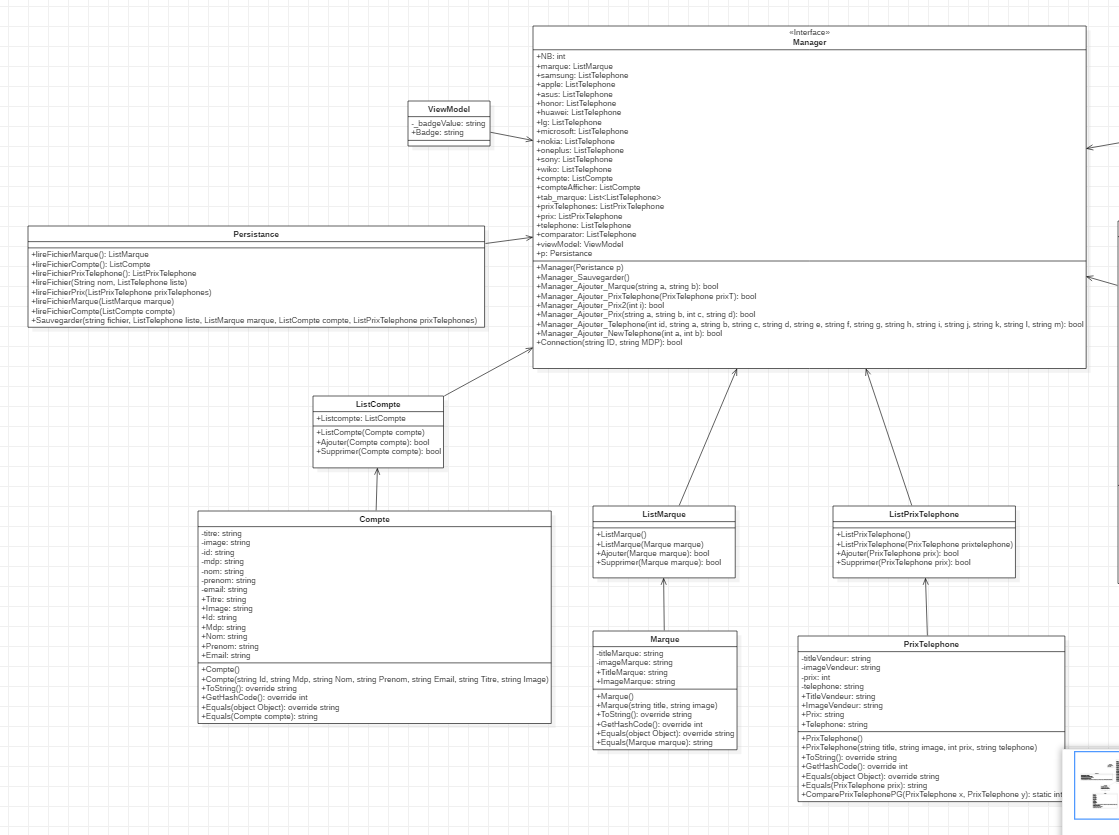 «Interface»
Manager
+NB: int
+marque: ListMarque
+samsung: ListTelephone
+apple: ListTelephone
+asus: ListTelephone
+honor: ListTelephone
+huawei: ListTelephone
+lg: ListTelephone
+microsoft: ListTelephone
+nokia: ListTelephone
+oneplus: ListTelephone
+sony: ListTelephone
+wiko: ListTelephone
+compte: ListCompte
+compteAfficher: ListCompte
+tab_marque: List<ListTelephone>
+prixTelephones: ListPrixTelephone
+prix: ListPrixTelephone
+telephone: ListTelephone
+comparator: ListTelephone
+viewModel: ViewModel
+p: Persistance
+Manager(Peristance p)
+Manager_Sauvegarder()
+Manager_Ajouter_Marque(string a, string b): bool
+Manager_Ajouter_PrixTelephone(PrixTelephone prixT): bool
+Manager_Ajouter_Prix2(int i): bool
+Manager_Ajouter_Prix(string a, string b, int c, string d): bool
+Manager_Ajouter_Telephone(int id, string a, string b, string c, string d, string e, string f, string g, string h, string i, string j, string k, string l, string m): bool
+Manager_Ajouter_NewTelephone(int a, int b): bool
+Connection(string ID, string MDP): bool
ViewModel
-_badgeValue: string
+Badge: string
Persistance
+lireFichierMarque(): ListMarque
+lireFichierCompte(): ListCompte
+lireFichierPrixTelephone(): ListPrixTelephone
+lireFichier(String nom, ListTelephone liste)
+lireFichierPrix(ListPrixTelephone prixTelephones)
+lireFichierMarque(ListMarque marque)
+lireFichierCompte(ListCompte compte)
+Sauvegarder(string fichier, ListTelephone liste, ListMarque marque, ListCompte compte, ListPrixTelephone prixTelephones)
ListCompte
+Listcompte: ListCompte
+ListCompte(Compte compte)
+Ajouter(Compte compte): bool
+Supprimer(Compte compte): bool
Compte
-titre: string
-image: string
-id: string
-mdp: string
-nom: string
-prenom: string
-email: string
+Titre: string
+Image: string
+Id: string
+Mdp: string
+Nom: string
+Prenom: string
+Email: string
+Compte()
+Compte(string Id, string Mdp, string Nom, string Prenom, string Email, string Titre, string Image)
+ToString(): override string
+GetHashCode(): override int
+Equals(object Object): override string
+Equals(Compte compte): string
ListMarque
+ListMarque()
+ListMarque(Marque marque)
+Ajouter(Marque marque): bool
+Supprimer(Marque marque): bool
Marque
-titleMarque: string
-imageMarque: string
+TitleMarque: string
+ImageMarque: string
+Marque()
+Marque(string title, string image)
+ToString(): override string
+GetHashCode(): override int
+Equals(object Object): override string
+Equals(Marque marque): string
ListPrixTelephone
+ListPrixTelephone()
+ListPrixTelephone(PrixTelephone prixtelephone)
+Ajouter(PrixTelephone prix): bool
+Supprimer(PrixTelephone prix): bool
PrixTelephone
-titleVendeur: string
-imageVendeur: string
-prix: int
-telephone: string
+TitleVendeur: string
+ImageVendeur: string
+Prix: string
+Telephone: string
+PrixTelephone()
+PrixTelephone(string title, string image, int prix, string telephone)
+ToString(): override string
+GetHashCode(): override int
+Equals(object Object): override string
+Equals(PrixTelephone prix): string
+ComparePrixTelephonePG(PrixTelephone x, PrixTelephone y): static int